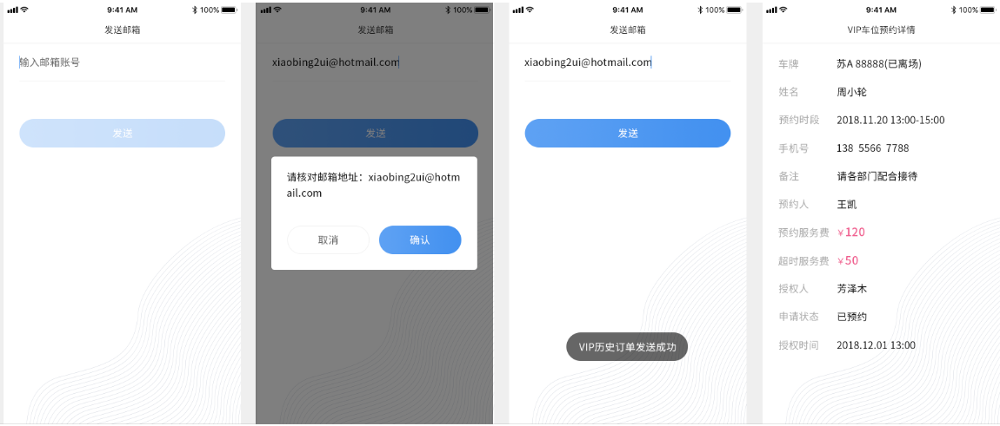 9:41 AM
100%
发送邮箱
输入邮箱账号
发送
9:41 AM
100%
发送邮箱
xiaobing2ui@hotmail.com
发送
请核对邮箱地址：xiaobing2ui@hotm
ail.com
取消
确认
9:41 AM
100%
发送邮箱
xiaobing2ui@hotmail.com
发送
VIP历史订单发送成功
9:41 AM
100%
VIP车位预约详情
车牌 苏A 88888(已离场)
姓名 周小轮
预约时段 2018.11.20 13:00-15:00
手机号 138 5566 7788
备注 请各部门配合接待
预约人 王凯
预约服务费 ￥120
超时服务费 ￥50
授权人 芳泽木
申请状态 已预约
授权时间 2018.12.01 13:00